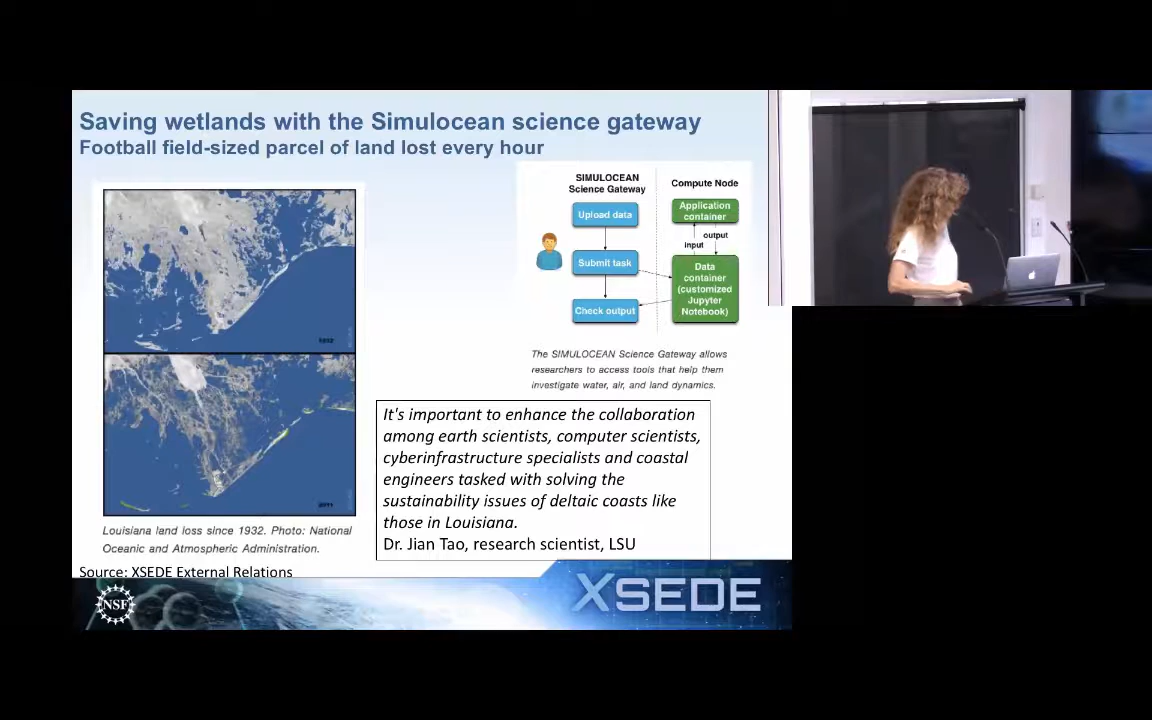 Saving wetlands with the Simulocean science gateway
Football field-sized parcel of land lost every hour
1932
2011
Louisiana land loss since 1932. Photo: National
Oceanic and Atmospheric Administration.
Source: XSEDE External Relations
SIMULOCEAN
Science Gateway
Compute Node
Upload data
Submit task
Check output
Application
container
output
input
Data
container
(customized
Jupyter
Notebook)
The SIMULOCEAN Science Gateway allows
researchers to access tools that help them
investigate water, air, and land dynamics.
It's important to enhance the collaboration
among earth scientists, computer scientists,
cyberinfrastructure specialists and coastal
engineers tasked with solving the
sustainability issues of deltaic coasts like
those in Louisiana.
Dr. Jian Tao, research scientist, LSU
NSF
XSEDE